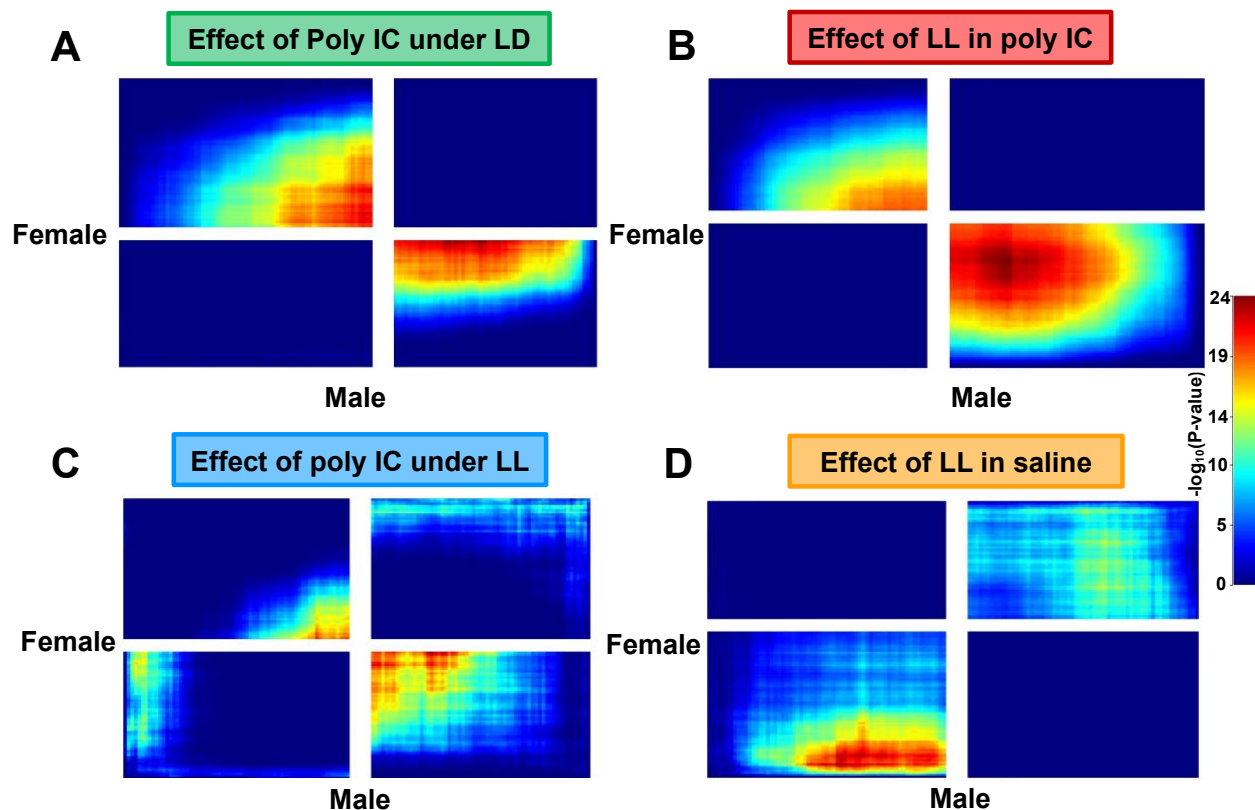 A
Effect of Poly IC under LD
Female
Male
B
Effect of LL in poly IC
Female
Male
24
19
14
10
5
0
-log₁₀(P-value)
C
Effect of poly IC under LL
Female
Male
D
Effect of LL in saline
Female
Male